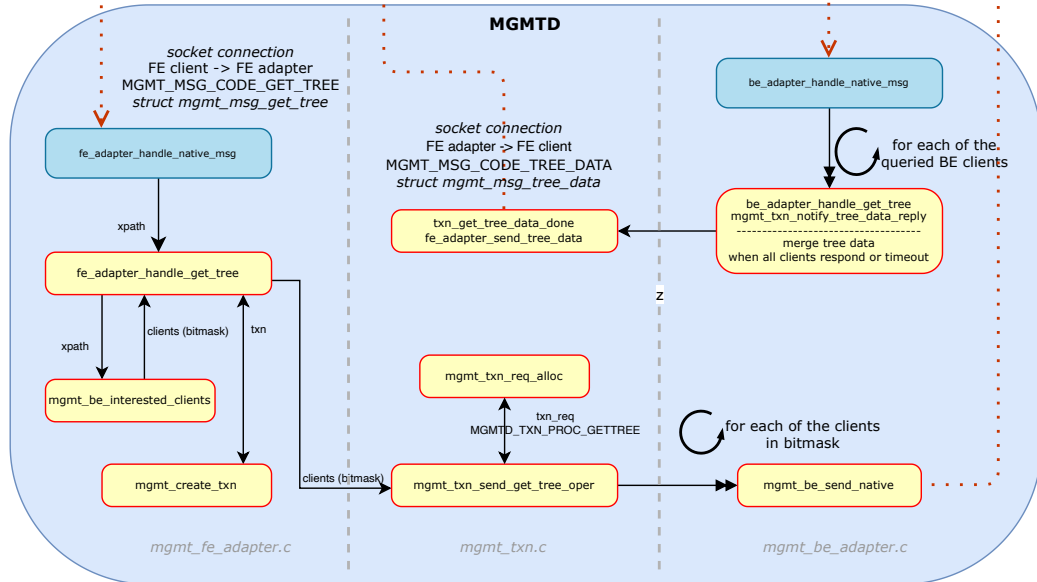 MGMTD
socket connection
FE client -> FE adapter
MGMT_MSG_CODE_GET_TREE
struct mgmt_msg_get_tree
fe_adapter_handle_native_msg
xpath
fe_adapter_handle_get_tree
xpath
clients (bitmask)
txn
mgmt_be_interested_clients
mgmt_create_txn
clients (bitmask)
mgmt_fe_adapter.c
socket connection
FE adapter -> FE client
MGMT_MSG_CODE_TREE_DATA
struct mgmt_msg_tree_data
txn_get_tree_data_done
fe_adapter_send_tree_data
mgmt_txn_req_alloc
txn_req
MGMTD_TXN_PROC_GETTREE
mgmt_txn_send_get_tree_oper
mgmt_txn.c
z
be_adapter_handle_native_msg
for each of the
queried BE clients
be_adapter_handle_get_tree
mgmt_txn_notify_tree_data_reply
------------------------------------
merge tree data
when all clients respond or timeout
for each of the clients
in bitmask
mgmt_be_send_native
mgmt_be_adapter.c